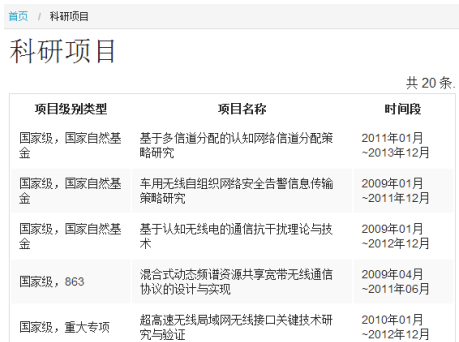 首页 / 科研项目
科研项目
共 20 条.
项目级别类型 项目名称 时间段
国家级，国家自然基 基于多信道分配的认知网络信道分配策 2011年01月
金 略研究 ~2013年12月
国家级，国家自然基 车用无线自组织网络安全告警信息传输 2009年01月
金 策略研究 ~2011年12月
国家级，国家自然基 基于认知无线电的通信抗干扰理论与技 2009年01月
金 术 ~2012年12月
国家级，863 混合式动态频谱资源共享宽带无线通信 2009年04月
协议的设计与实现 ~2011年06月
国家级，重大专项 超高速无线局域网无线接口关键技术研 2010年01月
究与验证 ~2012年12月